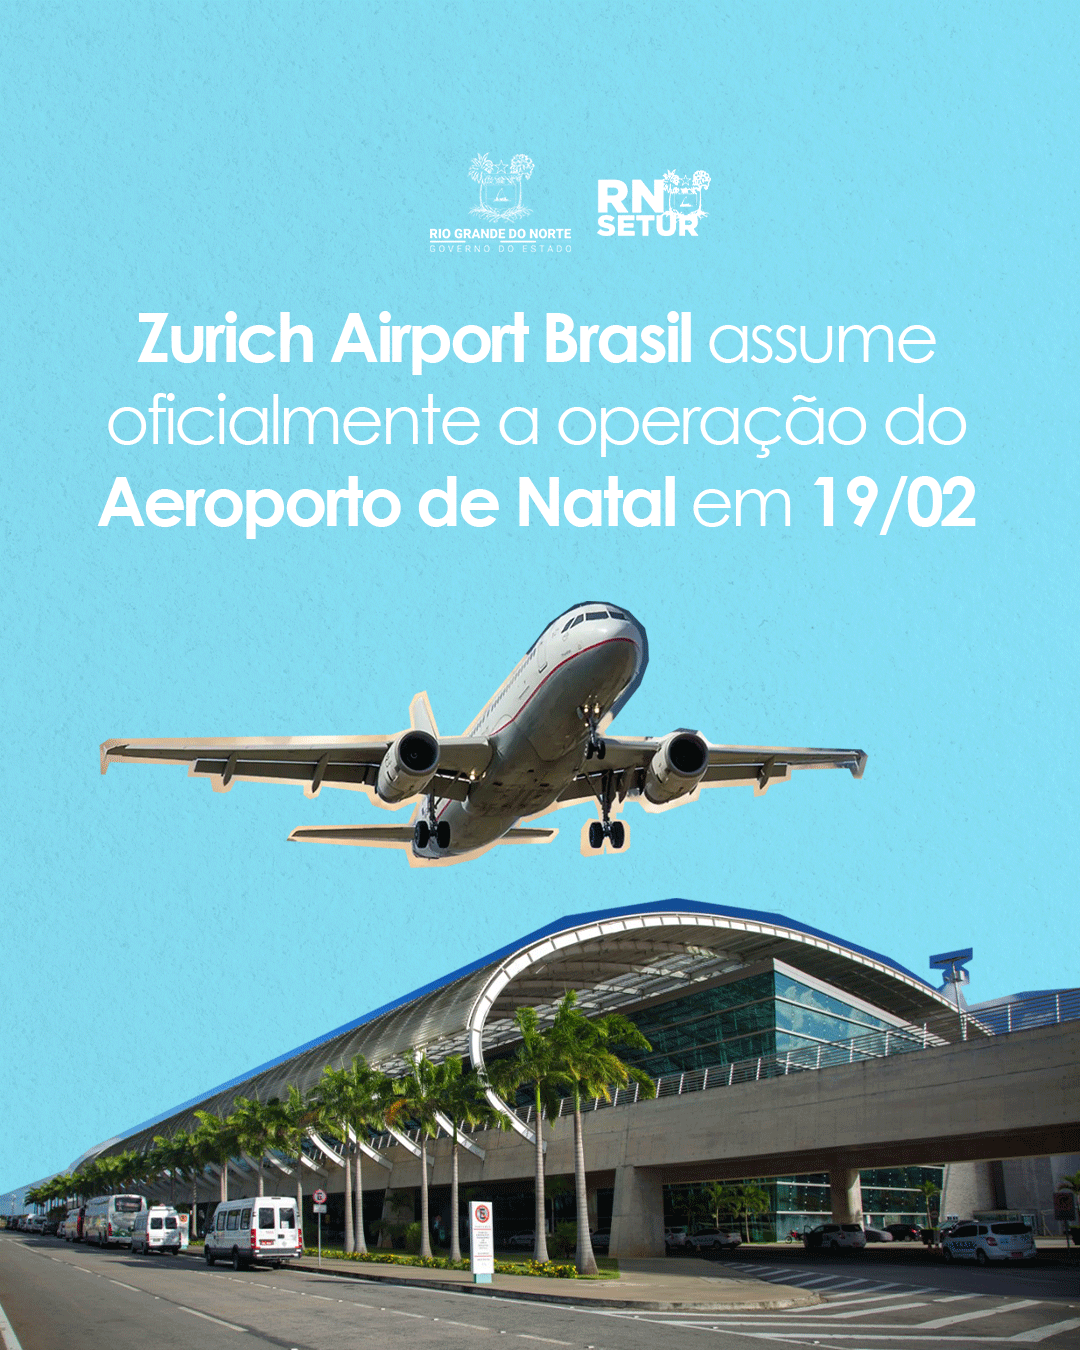 RIO GRANDE DO NORTE
GOVERNO DO ESTADO
RN
SETUR
Zurich Airport Brasil assume
oficialmente a operação do
Aeroporto de Natal em 19/02